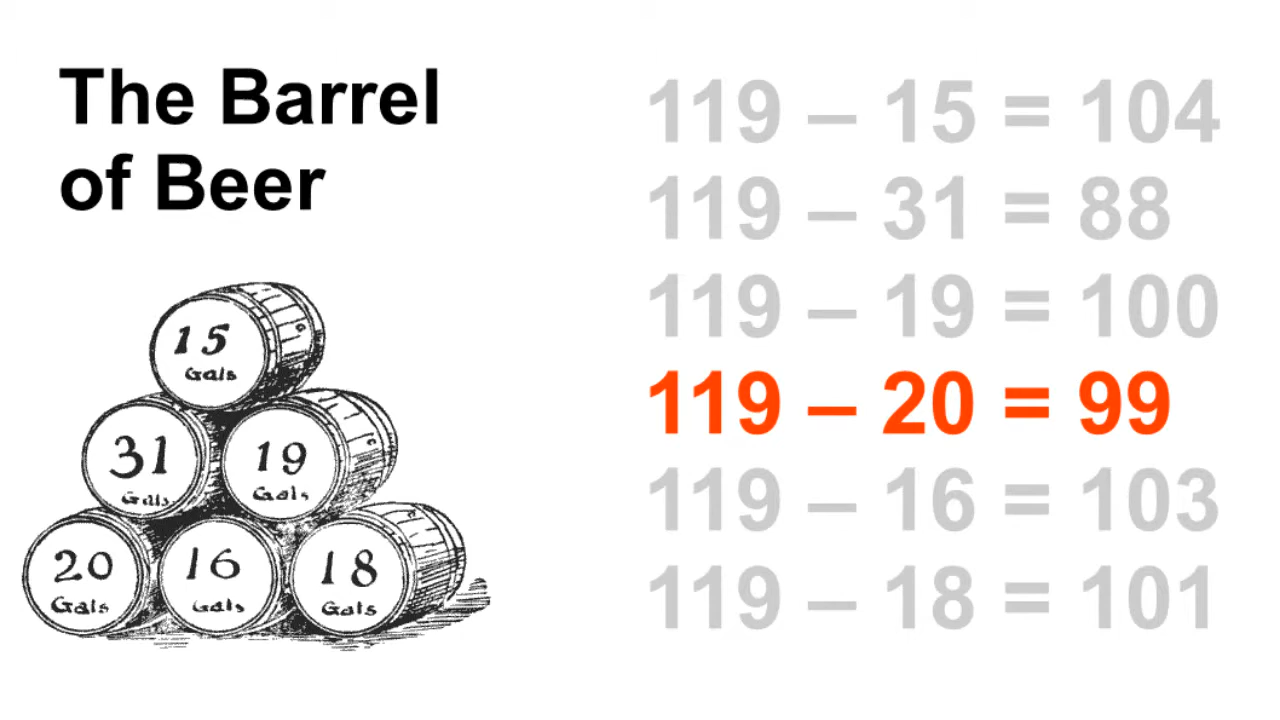 The Barrel
of Beer
119 – 15 = 104
119 – 31 = 88
119 – 19 = 100
119 – 20 = 99
119 – 16 = 103
119 – 18 = 101
15
Gals
31
Gals
19
Gals
20
Gals
16
Gals
18
Gals